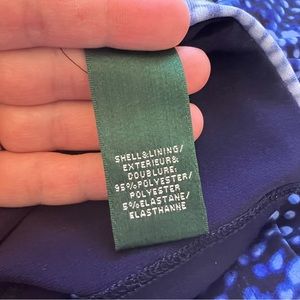 SHELL&LINING/
EXTERIEUR&
DOUBLURE:
95%POLYESTER/
POLYESTER
5%ELASTANE/
ELASTHANNE